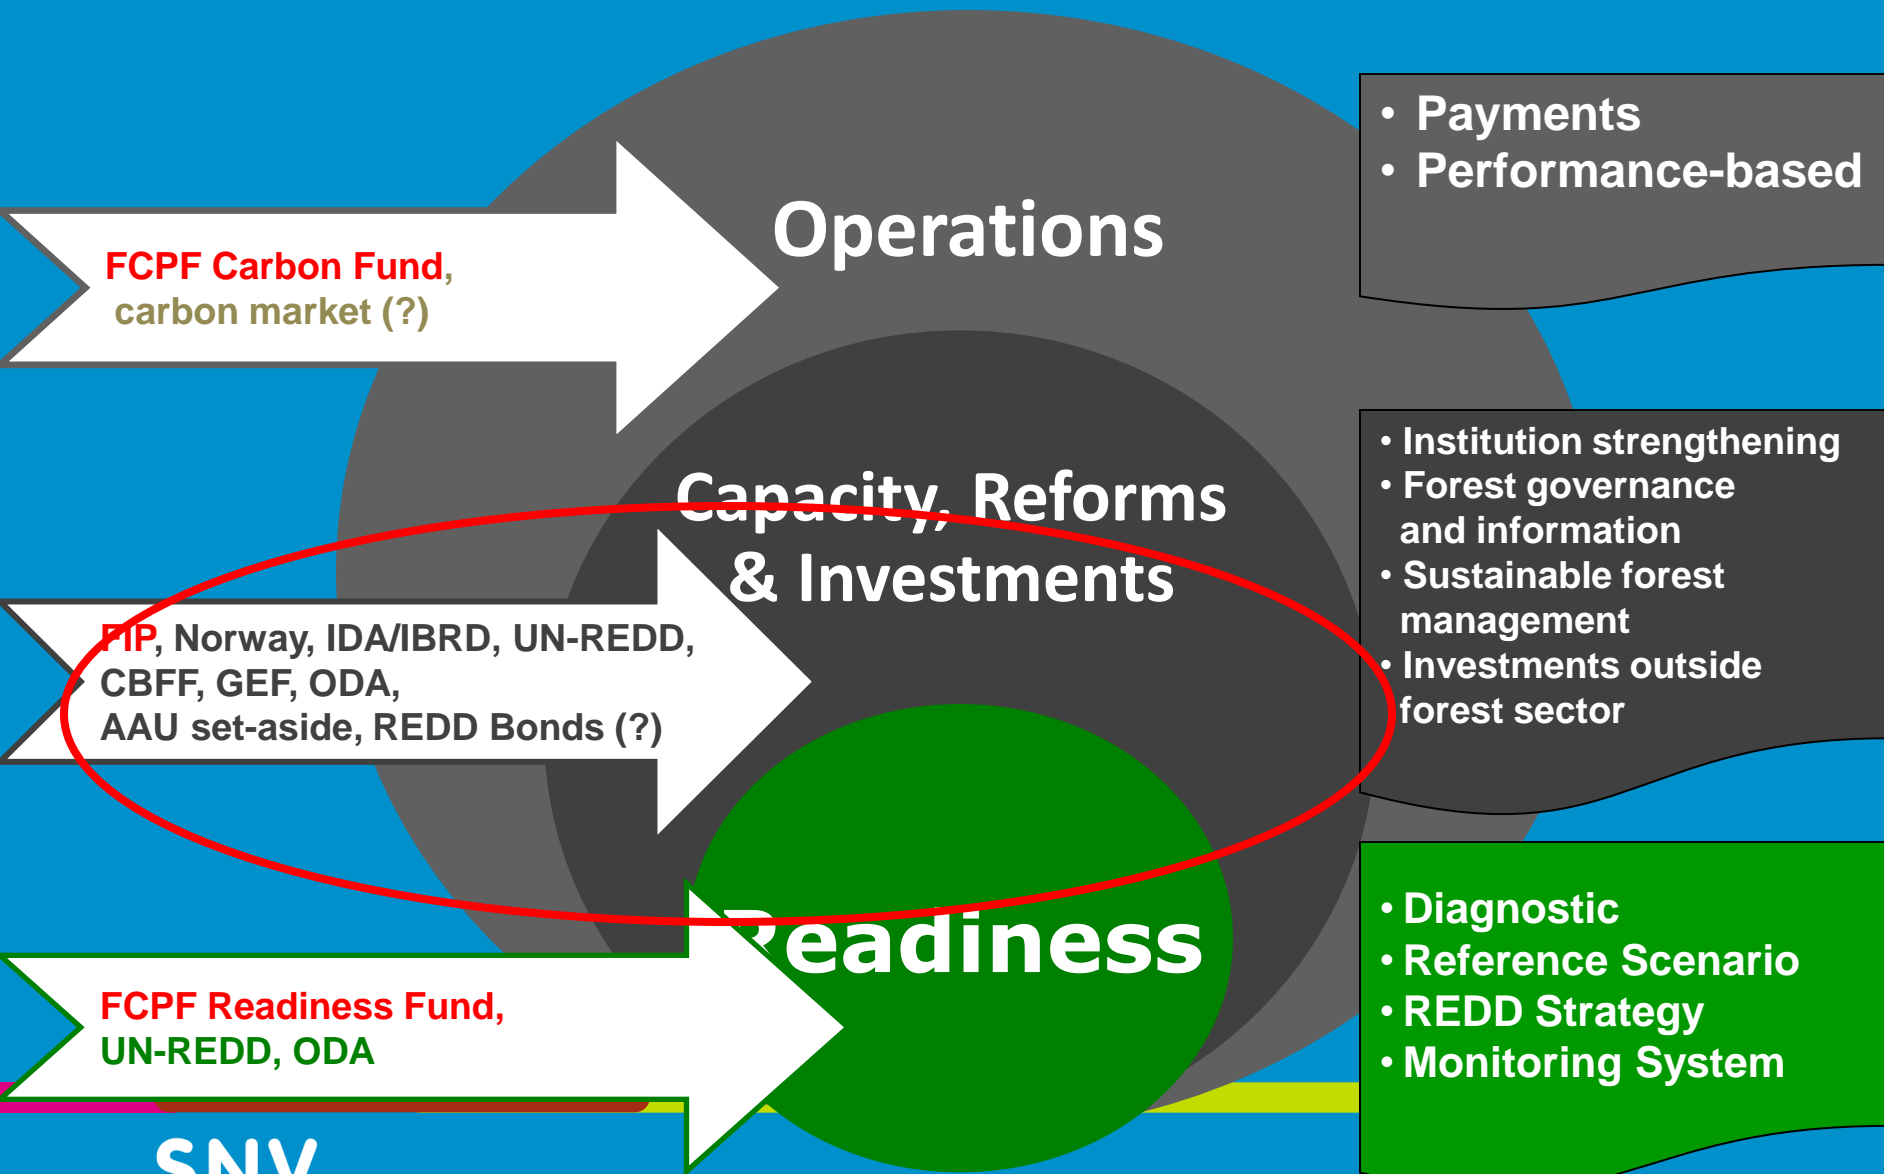 Operations
FCPF Carbon Fund,
carbon market (?)
• Payments
• Performance-based
Capacity, Reforms
& Investments
FIP, Norway, IDA/IBRD, UN-REDD,
CBFF, GEF, ODA,
AAU set-aside, REDD Bonds (?)
• Institution strengthening
• Forest governance
and information
• Sustainable forest
management
• Investments outside
forest sector
Readiness
FCPF Readiness Fund,
UN-REDD, ODA
• Diagnostic
• Reference Scenario
• REDD Strategy
• Monitoring System
SNV